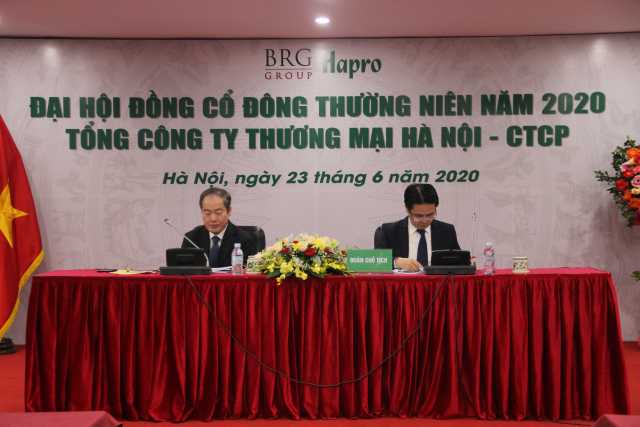 BRG
GROUP
Hapro
ĐẠI HỘI ĐỒNG CỔ ĐÔNG THƯỜNG NIÊN NĂM 2020
TỔNG CÔNG TY THƯƠNG MẠI HÀ NỘI - CTCP
Hà Nội, ngày 23 tháng 6 năm 2020
ĐOÀN CHỦ TỊCH